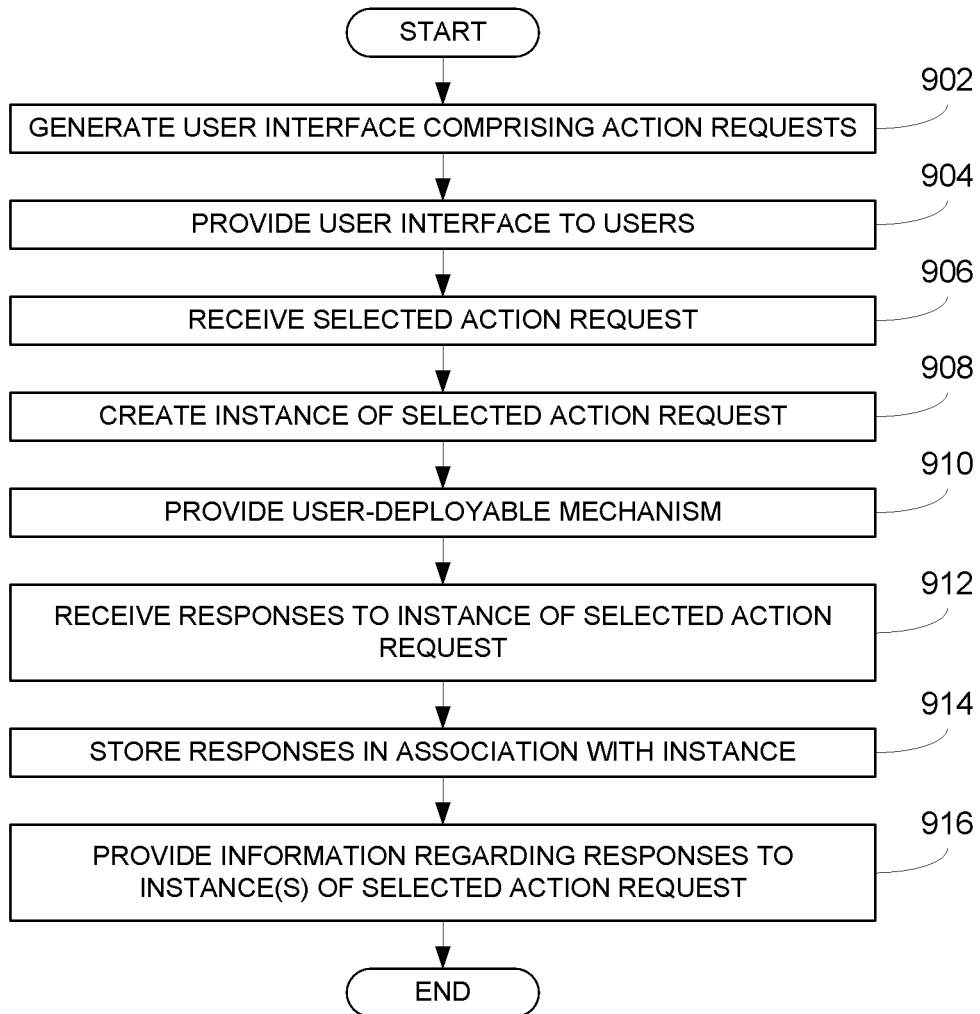 START
902
GENERATE USER INTERFACE COMPRISING ACTION REQUESTS
904
PROVIDE USER INTERFACE TO USERS
906
RECEIVE SELECTED ACTION REQUEST
908
CREATE INSTANCE OF SELECTED ACTION REQUEST
910
PROVIDE USER-DEPLOYABLE MECHANISM
912
RECEIVE RESPONSES TO INSTANCE OF SELECTED ACTION
REQUEST
914
STORE RESPONSES IN ASSOCIATION WITH INSTANCE
916
PROVIDE INFORMATION REGARDING RESPONSES TO
INSTANCE(S) OF SELECTED ACTION REQUEST
END